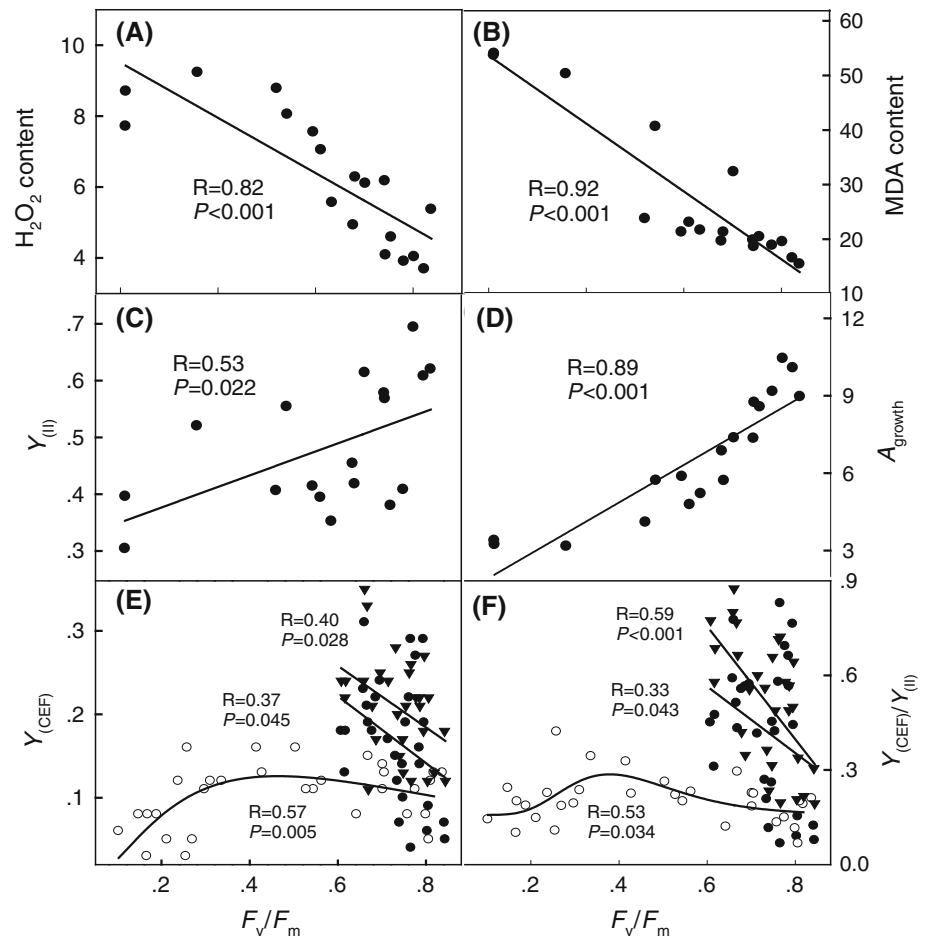 (A)
10
8
6
4
H₂O₂ content
R=0.82
P<0.001
(B)
60
50
40
30
20
10
MDA content
R=0.92
P<0.001
(C)
.7
.6
.5
.4
.3
Y(II)
R=0.53
P=0.022
(D)
12
9
6
3
Agrowth
R=0.89
P<0.001
(E)
.3
.2
.1
Y(CEF)
R=0.40
P=0.028
R=0.37
P=0.045
R=0.57
P=0.005
.2
.4
.6
.8
Fv/Fm
(F)
.9
.6
.3
0.0
Y(CEF)/Y(II)
R=0.59
P<0.001
R=0.33
P=0.043
R=0.53
P=0.034
.2
.4
.6
.8
Fv/Fm